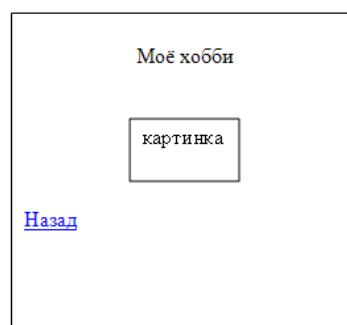 Моё хобби
картинка
Назад